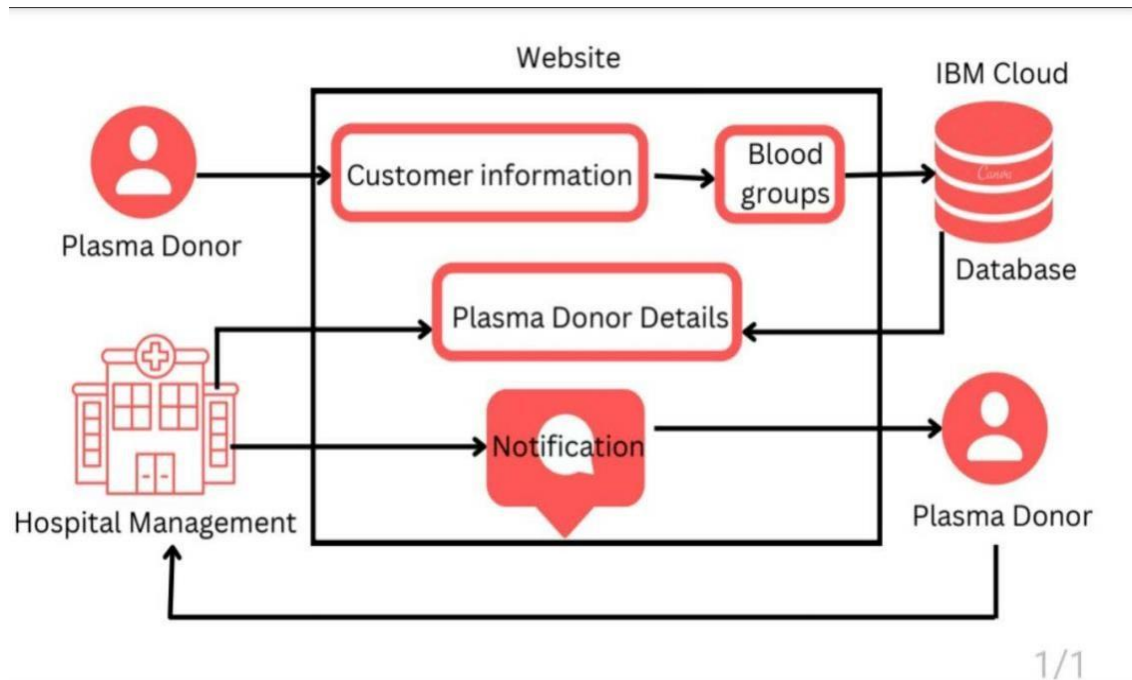 Website
IBM Cloud
Customer information
Blood
groups
Canva
Plasma Donor
Database
Plasma Donor Details
Notification
Hospital Management
Plasma Donor
1/1